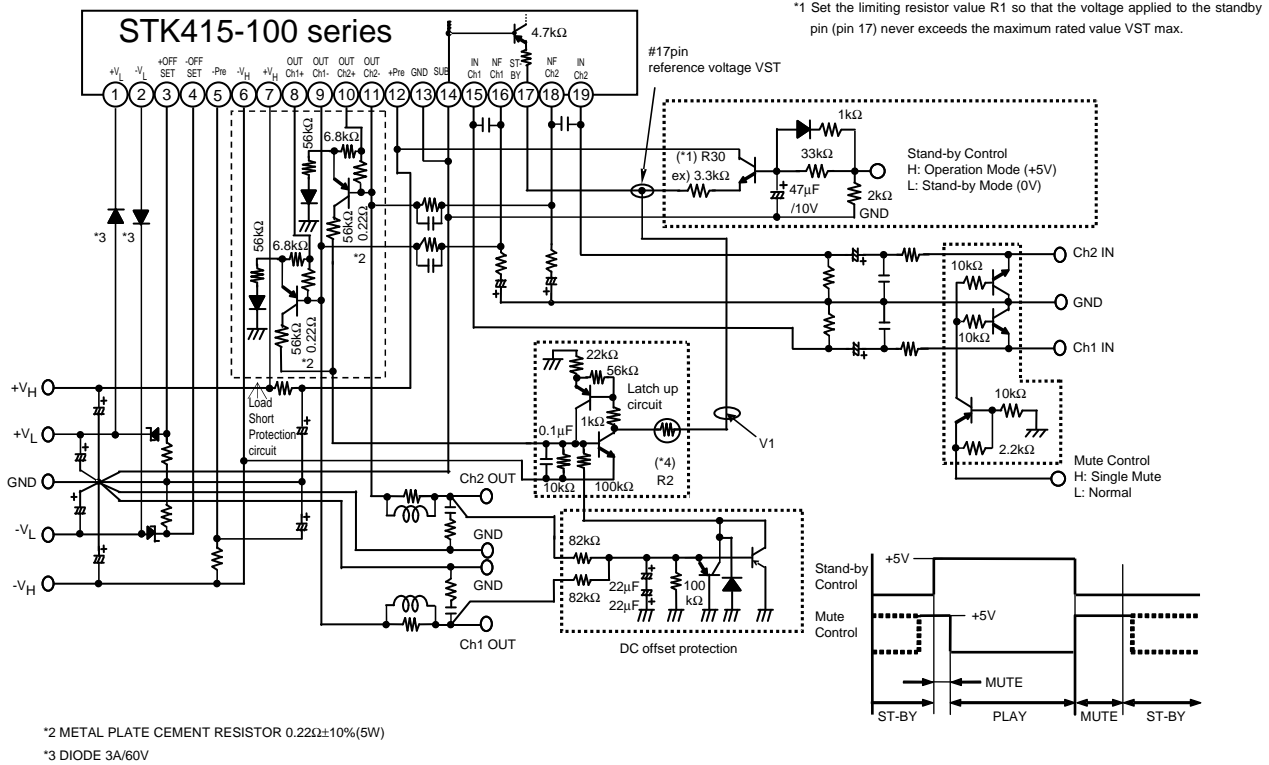 *1 Set the limiting resistor value R1 so that the voltage applied to the standby
pin (pin 17) never exceeds the maximum rated value VST max.
STK415-100 series
4.7kΩ
#17pin
reference voltage VST
+VL
-VL
+OFF
SET
-OFF
SET
-Pre
-VH
+VH
OUT
Ch1+
OUT
Ch1-
OUT
Ch2+
OUT
Ch2-
+Pre
GND
SUB
IN
Ch1
NF
Ch1
ST-
BY
NF
Ch2
IN
Ch2
1
2
3
4
5
6
7
8
9
10
11
12
13
14
15
16
17
18
19
56kΩ
6.8kΩ
56kΩ
0.22Ω
*2
*3
*3
56kΩ
6.8kΩ
56kΩ
0.22Ω
*2
(*1) R30
ex) 3.3kΩ
1kΩ
33kΩ
47μF
/10V
2kΩ
GND
Stand-by Control
H: Operation Mode (+5V)
L: Stand-by Mode (0V)
Ch2 IN
10kΩ
GND
10kΩ
Ch1 IN
10kΩ
2.2kΩ
Mute Control
H: Single Mute
L: Normal
+VH
+VL
GND
-VL
-VH
Load
Short
Protection
circuit
22kΩ
56kΩ
Latch up
circuit
1kΩ
0.1μF
10kΩ
100kΩ
(*4)
R2
V1
Ch2 OUT
GND
GND
Ch1 OUT
82kΩ
82kΩ
22μF
22μF
100
kΩ
DC offset protection
Stand-by
Control
+5V
Mute
Control
+5V
MUTE
ST-BY
PLAY
MUTE
ST-BY
*2 METAL PLATE CEMENT RESISTOR 0.22Ω±10%(5W)
*3 DIODE 3A/60V